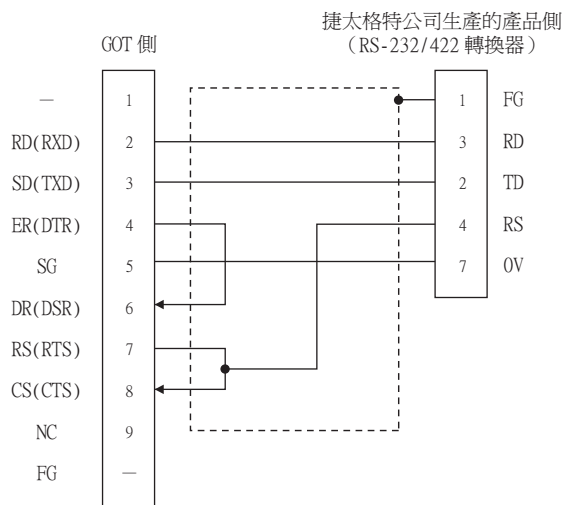 捷太格特公司生產的產品側
GOT 側
（RS-232/422 轉換器）
— 1 1 FG
RD(RXD) 2 3 RD
SD(TXD) 3 2 TD
ER(DTR) 4 4 RS
SG 5 7 0V
DR(DSR) 6
RS(RTS) 7
CS(CTS) 8
NC 9
FG —